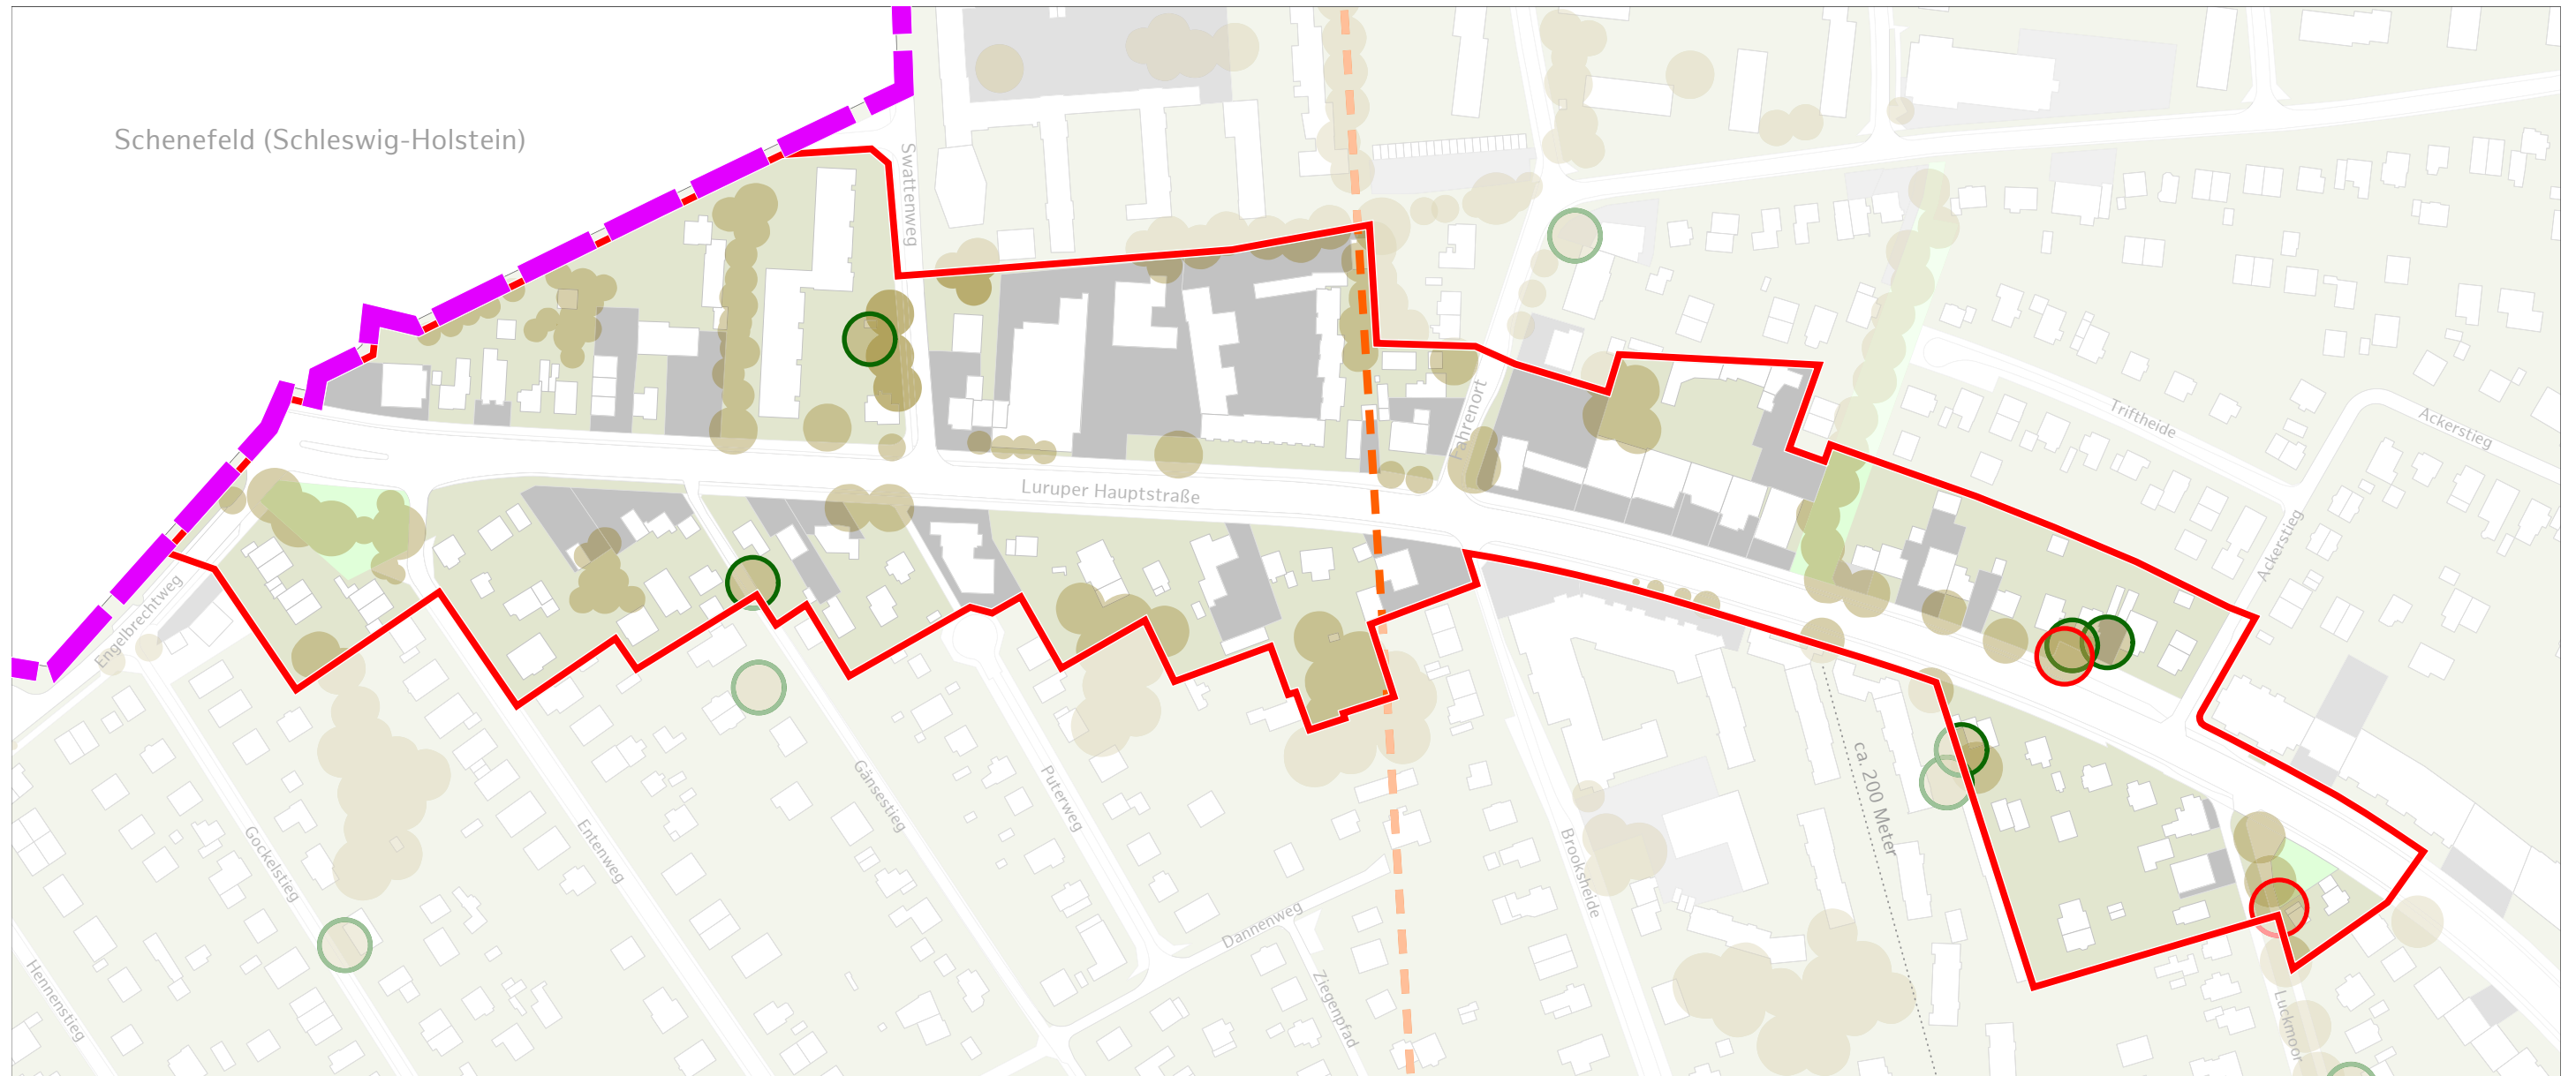 Schenefeld (Schleswig-Holstein)
Swattenweg
Fahrenort
Triftheide
Ackerstieg
Luruper Hauptstraße
Ackerstieg
Engelbrechtweg
Gänsestieg
Puterweg
ca. 200 Meter
Gockelstieg
Entenweg
Brooksheide
Dannenweg
Hennenstieg
Ziegenpfad
Luckmoor